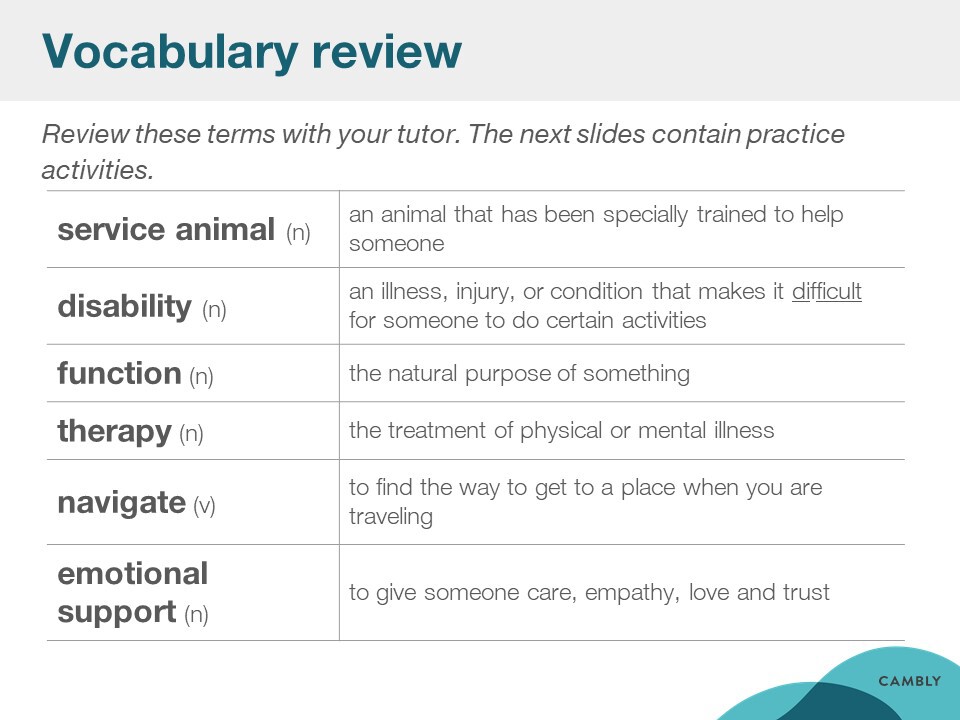 Vocabulary review
Review these terms with your tutor. The next slides contain practice
activities.
service animal (n)
an animal that has been specially trained to help
someone
disability (n)
an illness, injury, or condition that makes it difficult
for someone to do certain activities
function (n)
the natural purpose of something
therapy (n)
the treatment of physical or mental illness
navigate (v)
to find the way to get to a place when you are
traveling
emotional
support (n)
to give someone care, empathy, love and trust
CAMBLY